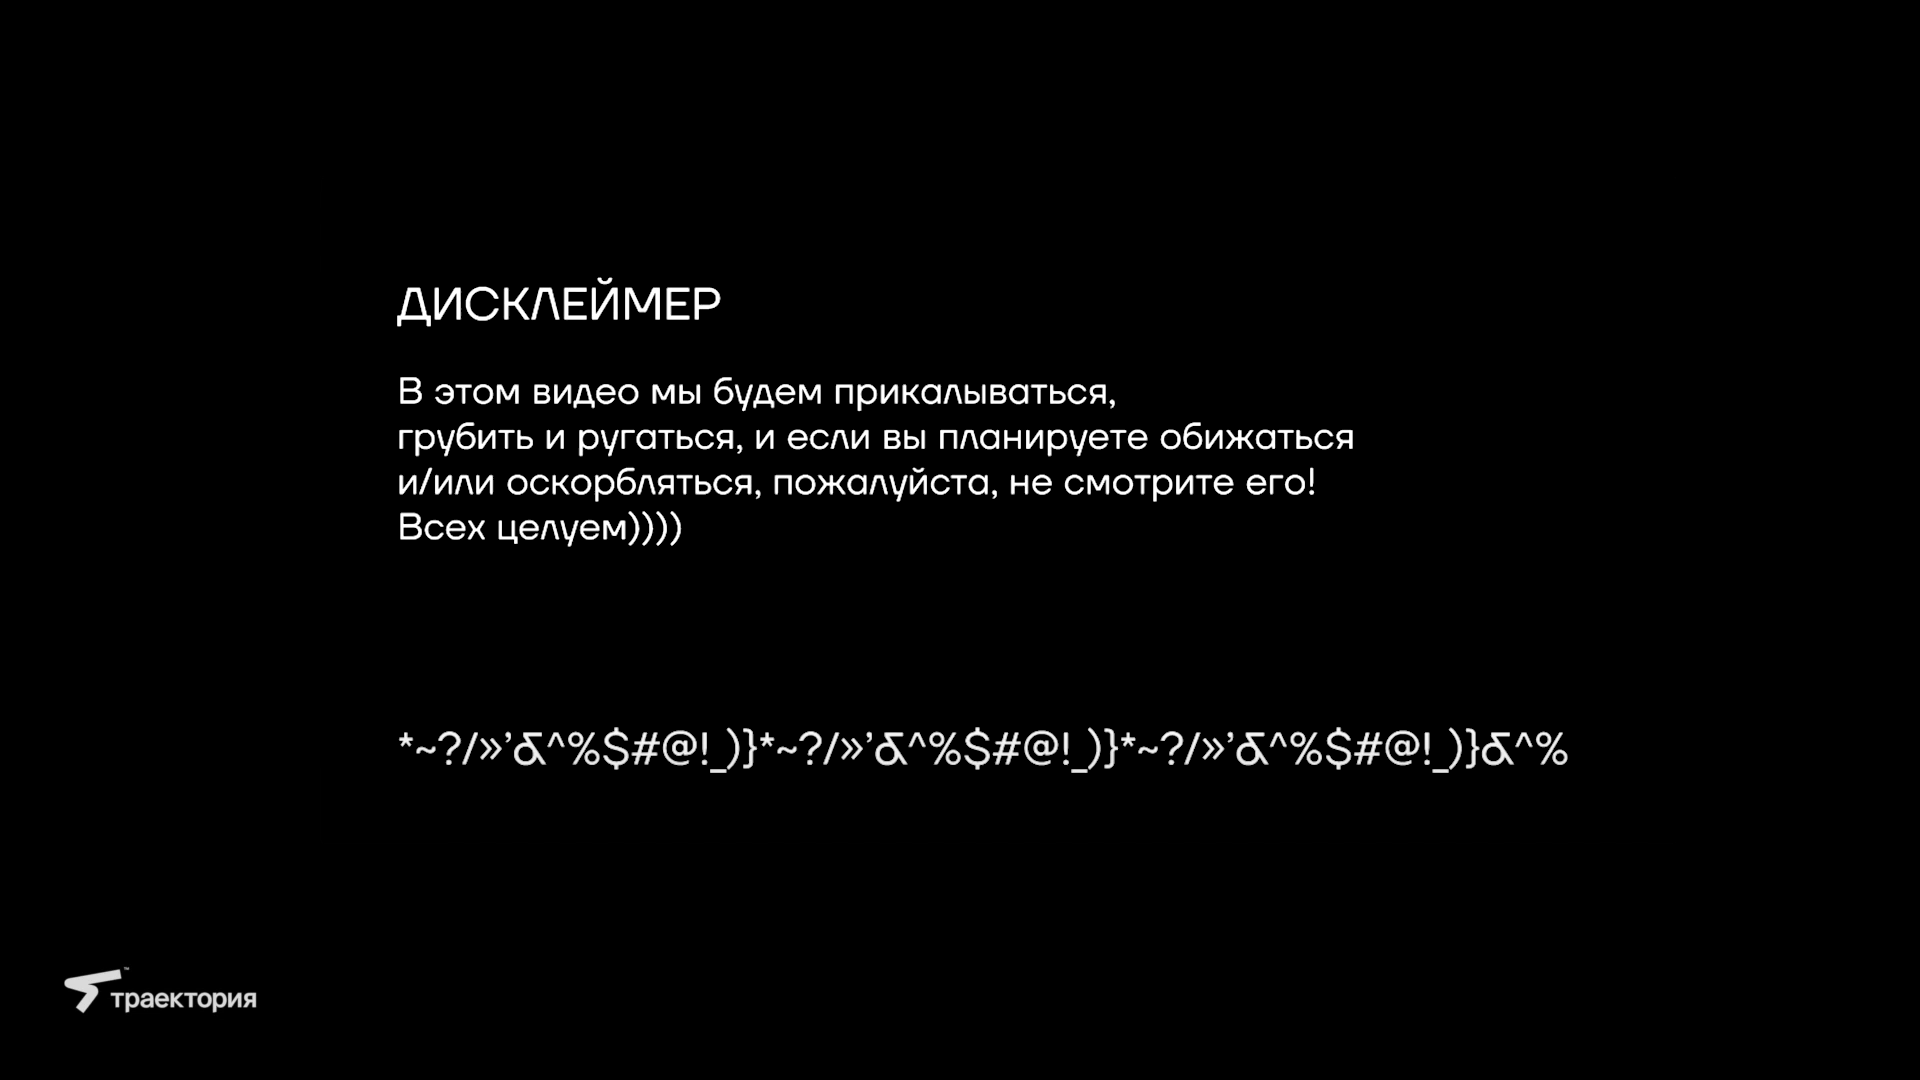 ДИСКЛЕЙМЕР
В этом видео мы будем прикалываться,
грубить и ругаться, и если вы планируете обижаться
и/или оскорбляться, пожалуйста, не смотрите его!
Всех целуем))))
*~?/»’&^%$#@!_)}*~?/»’&^%$#@!_)}*~?/»’&^%$#@!_)}&^%
траектория™